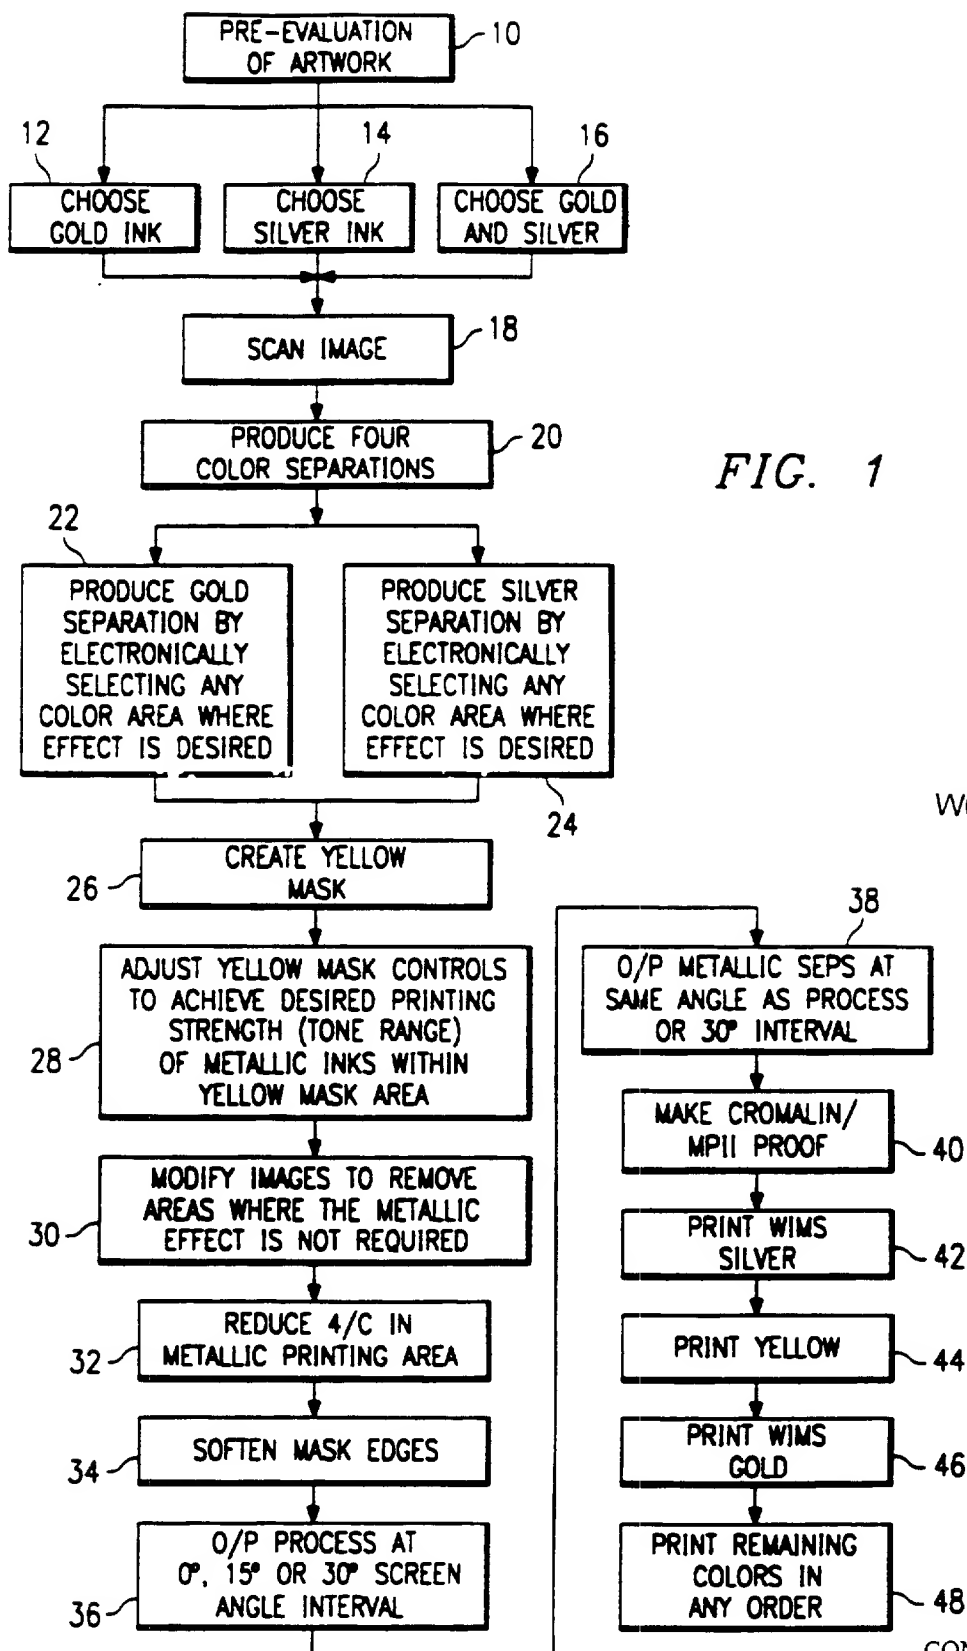 PRE-EVALUATION
OF ARTWORK
10
12
14
16
CHOOSE
GOLD INK
CHOOSE
SILVER INK
CHOOSE GOLD
AND SILVER
SCAN IMAGE
18
PRODUCE FOUR
COLOR SEPARATIONS
20
FIG. 1
22
PRODUCE GOLD
SEPARATION BY
ELECTRONICALLY
SELECTING ANY
COLOR AREA WHERE
EFFECT IS DESIRED
PRODUCE SILVER
SEPARATION BY
ELECTRONICALLY
SELECTING ANY
COLOR AREA WHERE
EFFECT IS DESIRED
24
CREATE YELLOW
MASK
26
ADJUST YELLOW MASK CONTROLS
TO ACHIEVE DESIRED PRINTING
STRENGTH (TONE RANGE)
OF METALLIC INKS WITHIN
YELLOW MASK AREA
28
MODIFY IMAGES TO REMOVE
AREAS WHERE THE METALLIC
EFFECT IS NOT REQUIRED
30
REDUCE 4/C IN
METALLIC PRINTING AREA
32
SOFTEN MASK EDGES
34
O/P PROCESS AT
0°, 15° OR 30° SCREEN
ANGLE INTERVAL
36
38
O/P METALLIC SEPS AT
SAME ANGLE AS PROCESS
OR 30° INTERVAL
MAKE CROMALIN/
MPII PROOF
40
PRINT WIMS
SILVER
42
PRINT YELLOW
44
PRINT WIMS
GOLD
46
PRINT REMAINING
COLORS IN
ANY ORDER
48